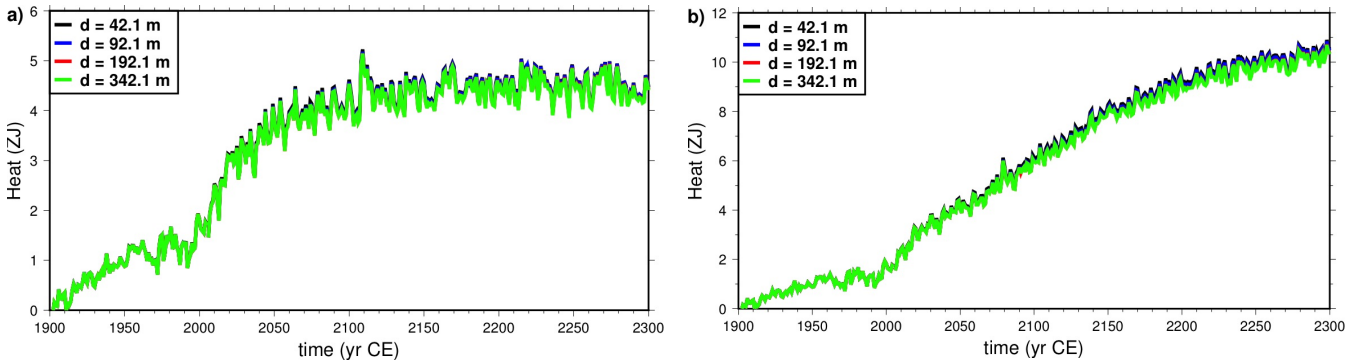 a)
6
5
4
3
2
1
0
Heat (ZJ)
d = 42.1 m
d = 92.1 m
d = 192.1 m
d = 342.1 m
1900 1950 2000 2050 2100 2150 2200 2250 2300
time (yr CE)
b)
12
10
8
6
4
2
0
Heat (ZJ)
d = 42.1 m
d = 92.1 m
d = 192.1 m
d = 342.1 m
1900 1950 2000 2050 2100 2150 2200 2250 2300
time (yr CE)